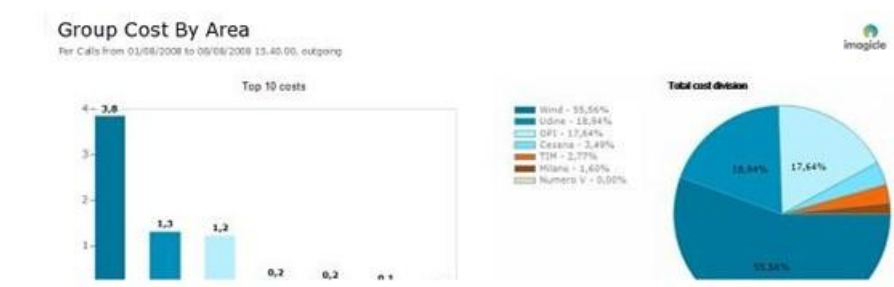 Group Cost By Area
Per Calls from 01/08/2008 to 08/08/2008 15.40.00, outgoing
imagicle
Top 10 costs
4
3,8
3
2
1
1,3
1,2
0,2
0,2
0,1
Total cost division
Wind - 55,56%
Udine - 18,94%
OPI - 17,64%
Cesena - 3,49%
TIM - 2,77%
Milano - 1,60%
Numero V - 0,00%
18,94%
17,64%
55,56%